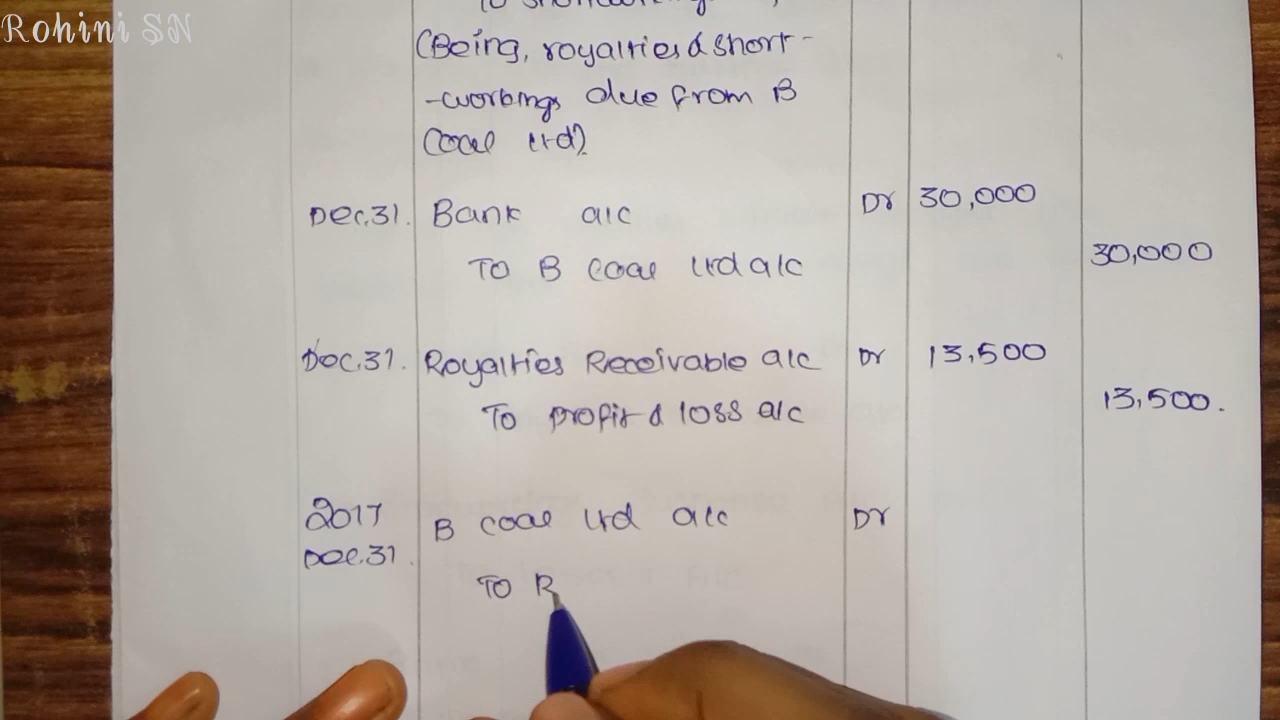 Rohini SN
(Being, royalties & short-
-workings due from B
Coal Ltd)
Dec.31. Bank a/c Dr 30,000
To B Coal Ltd a/c 30,000
Dec.31. Royalties Receivable a/c Dr 13,500
To profit & loss a/c 13,500.
2017 B Coal Ltd a/c Dr
Dec.31.
To R